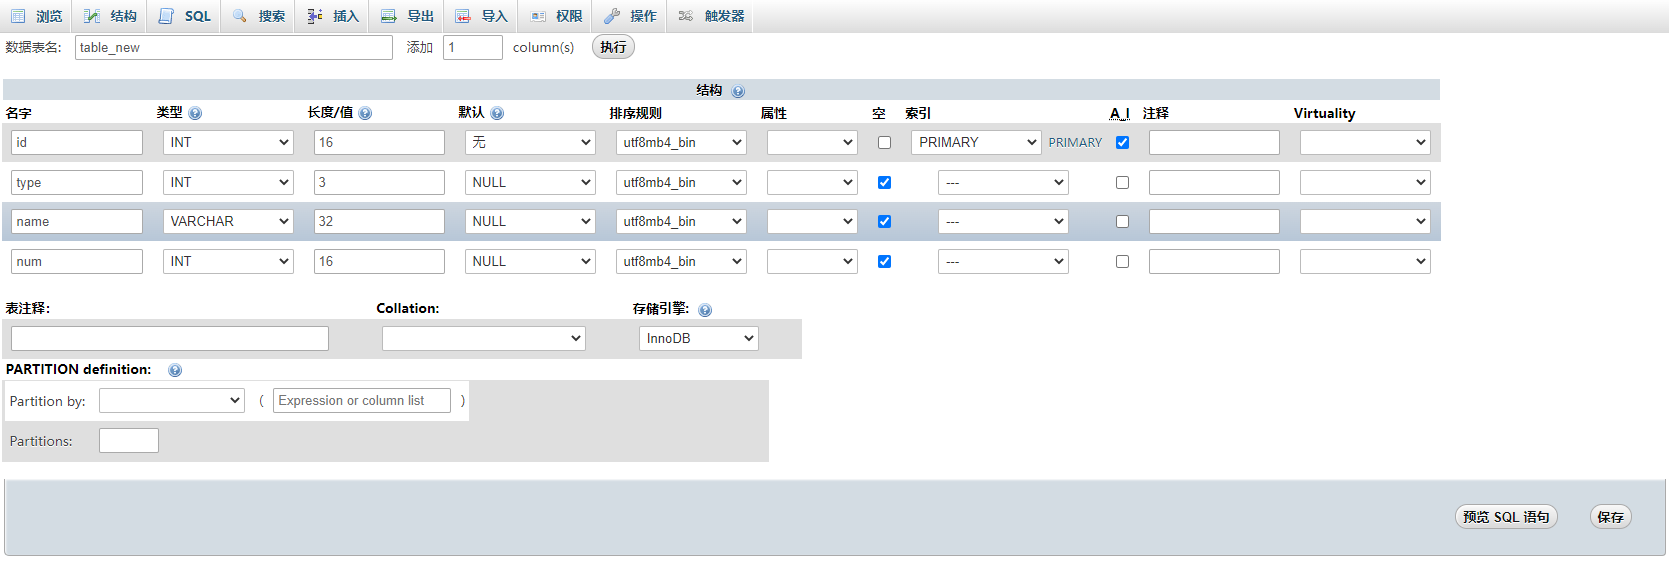 浏览 结构 SQL 搜索 插入 导出 导入 权限 操作 触发器
数据表名: table_new 添加 1 column(s) 执行
结构
名字 类型 长度/值 默认 排序规则 属性 空 索引 A_I 注释 Virtuality
id INT 16 无 utf8mb4_bin PRIMARY PRIMARY
type INT 3 NULL utf8mb4_bin ---
name VARCHAR 32 NULL utf8mb4_bin ---
num INT 16 NULL utf8mb4_bin ---
表注释: Collation: 存储引擎:
InnoDB
PARTITION definition:
Partition by: ( Expression or column list )
Partitions:
预览 SQL 语句 保存